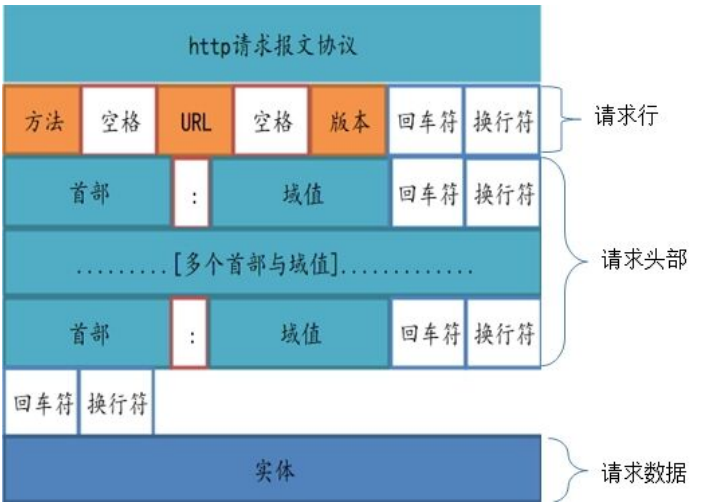 http请求报文协议
方法 空格 URL 空格 版本 回车符 换行符 请求行
首部 : 域值 回车符 换行符
.........[多个首部与域值]............. 请求头部
首部 : 域值 回车符 换行符
回车符 换行符
实体 请求数据